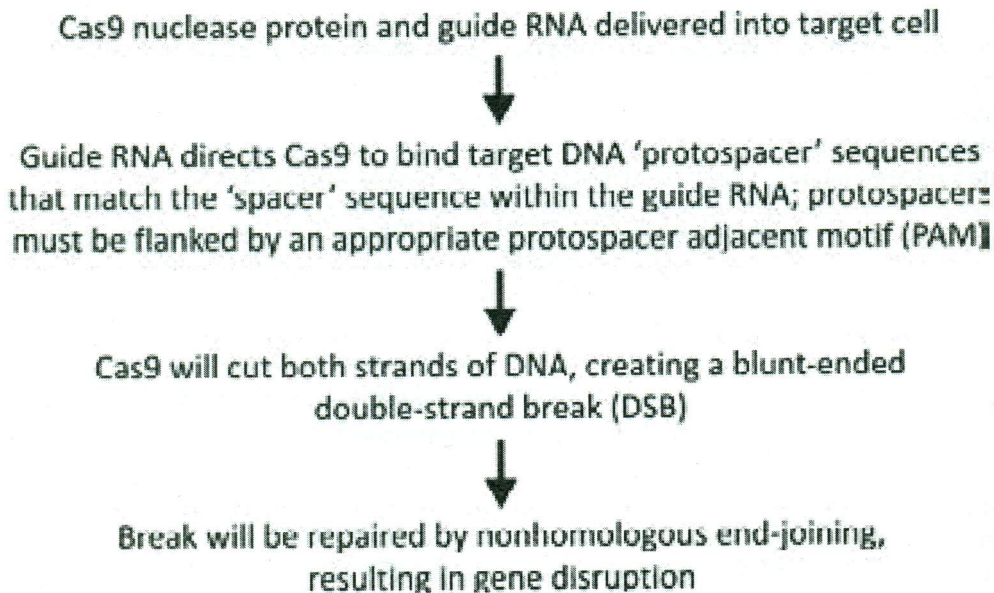 Cas9 nuclease protein and guide RNA delivered into target cell
Guide RNA directs Cas9 to bind target DNA ‘protospacer’ sequences
that match the ‘spacer’ sequence within the guide RNA; protospacers
must be flanked by an appropriate protospacer adjacent motif (PAM)
Cas9 will cut both strands of DNA, creating a blunt-ended
double-strand break (DSB)
Break will be repaired by nonhomologous end-joining,
resulting in gene disruption